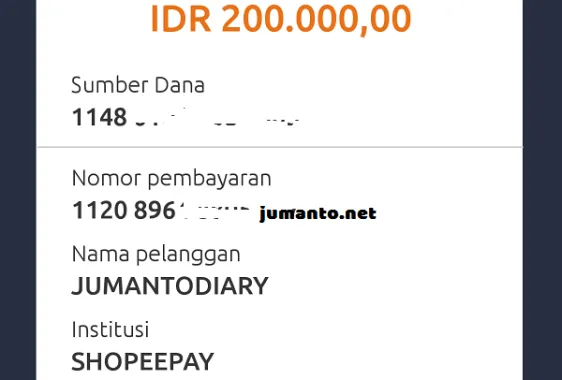 IDR 200.000,00
Sumber Dana
1148
Nomor pembayaran
1120 896
jumanto.net
Nama pelanggan
JUMANTODIARY
Institusi
SHOPEEPAY